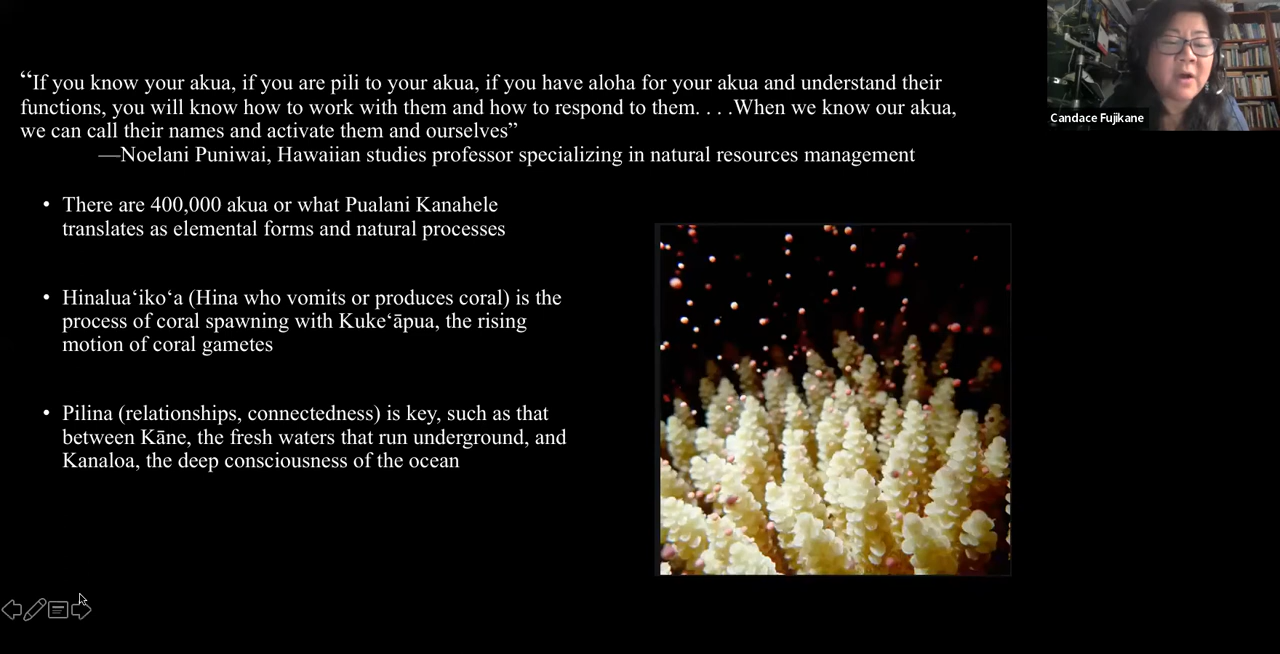 “If you know your akua, if you are pili to your akua, if you have aloha for your akua and understand their
functions, you will know how to work with them and how to respond to them. . . .When we know our akua,
we can call their names and activate them and ourselves”
—Noelani Puniwai, Hawaiian studies professor specializing in natural resources management
• There are 400,000 akua or what Pualani Kanahele
translates as elemental forms and natural processes
• Hinaluaʻikoʻa (Hina who vomits or produces coral) is the
process of coral spawning with Kukeʻāpua, the rising
motion of coral gametes
• Pilina (relationships, connectedness) is key, such as that
between Kāne, the fresh waters that run underground, and
Kanaloa, the deep consciousness of the ocean
Candace Fujikane